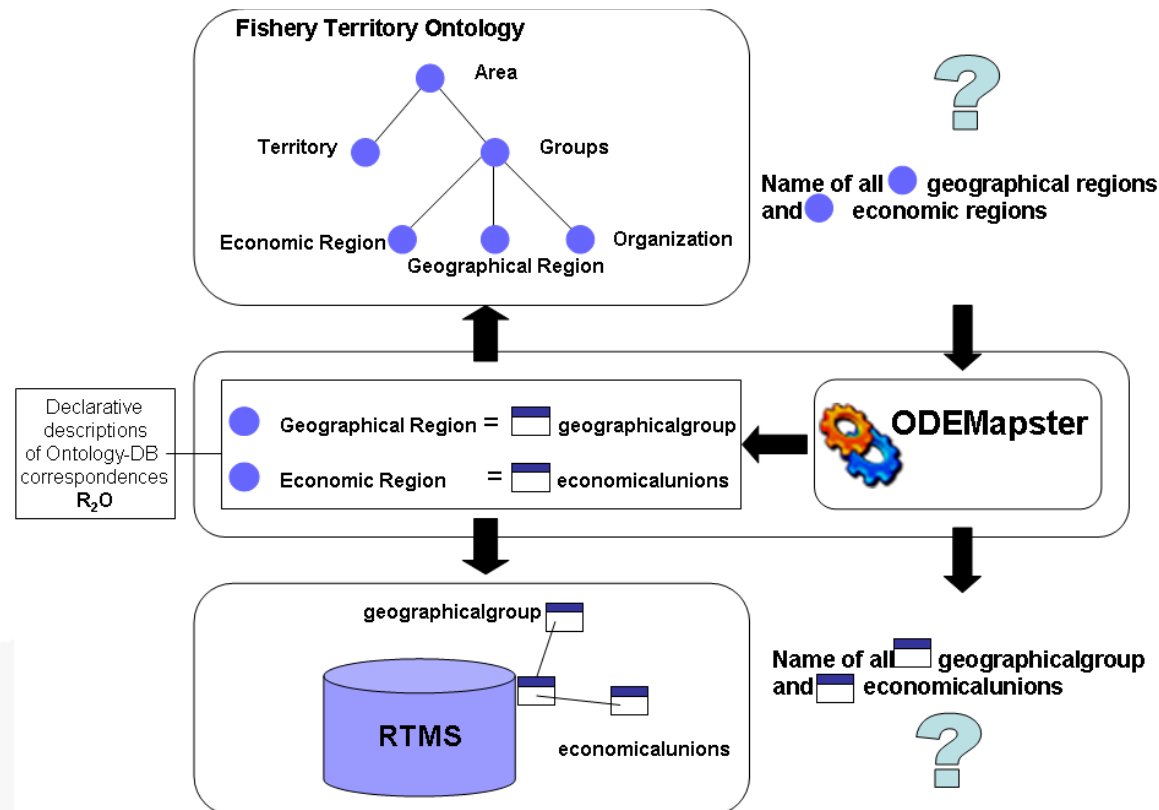 Fishery Territory Ontology
Area
Territory
Groups
Economic Region
Geographical Region
Organization
?
Name of all geographical regions
and economic regions
Declarative
descriptions
of Ontology-DB
correspondences
R₂O
Geographical Region = geographicalgroup
Economic Region = economicalunions
ODEMapster
geographicalgroup
RTMS
economicalunions
Name of all geographicalgroup
and economicalunions
?